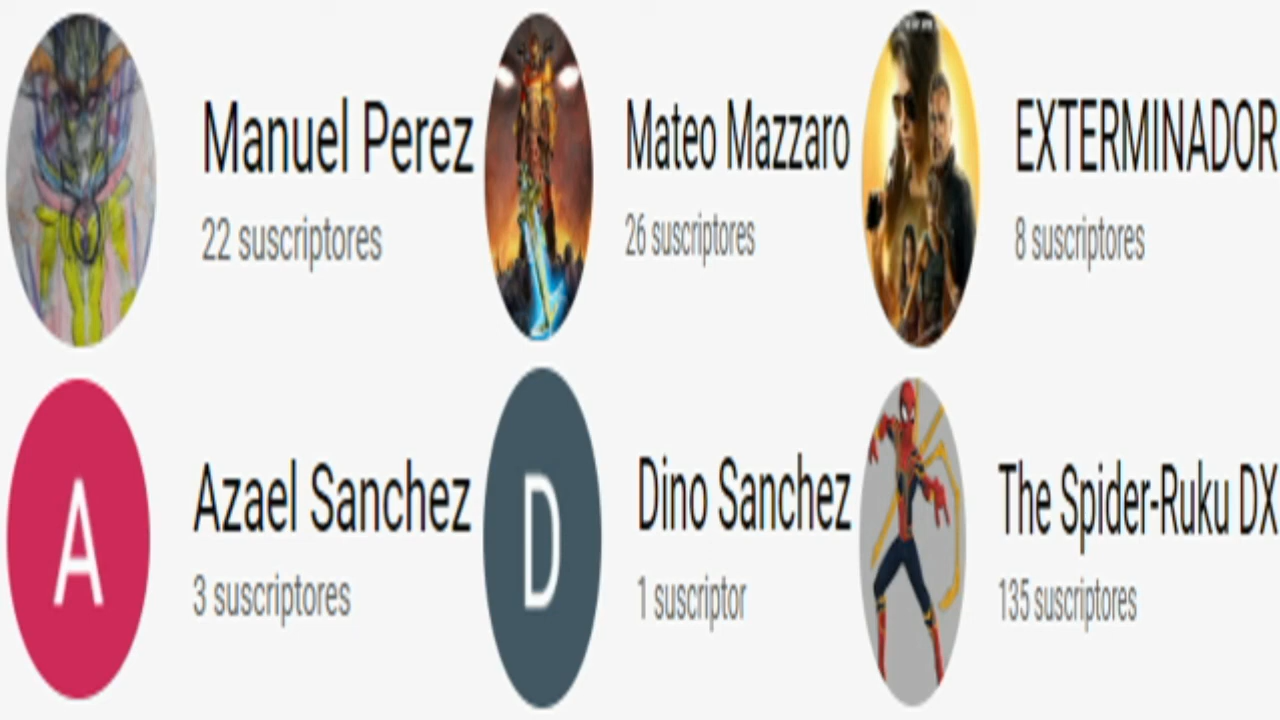 Manuel Perez
22 suscriptores
Mateo Mazzaro
26 suscriptores
EXTERMINADOR
8 suscriptores
A
Azael Sanchez
3 suscriptores
D
Dino Sanchez
1 suscriptor
The Spider-Ruku DX
135 suscriptores